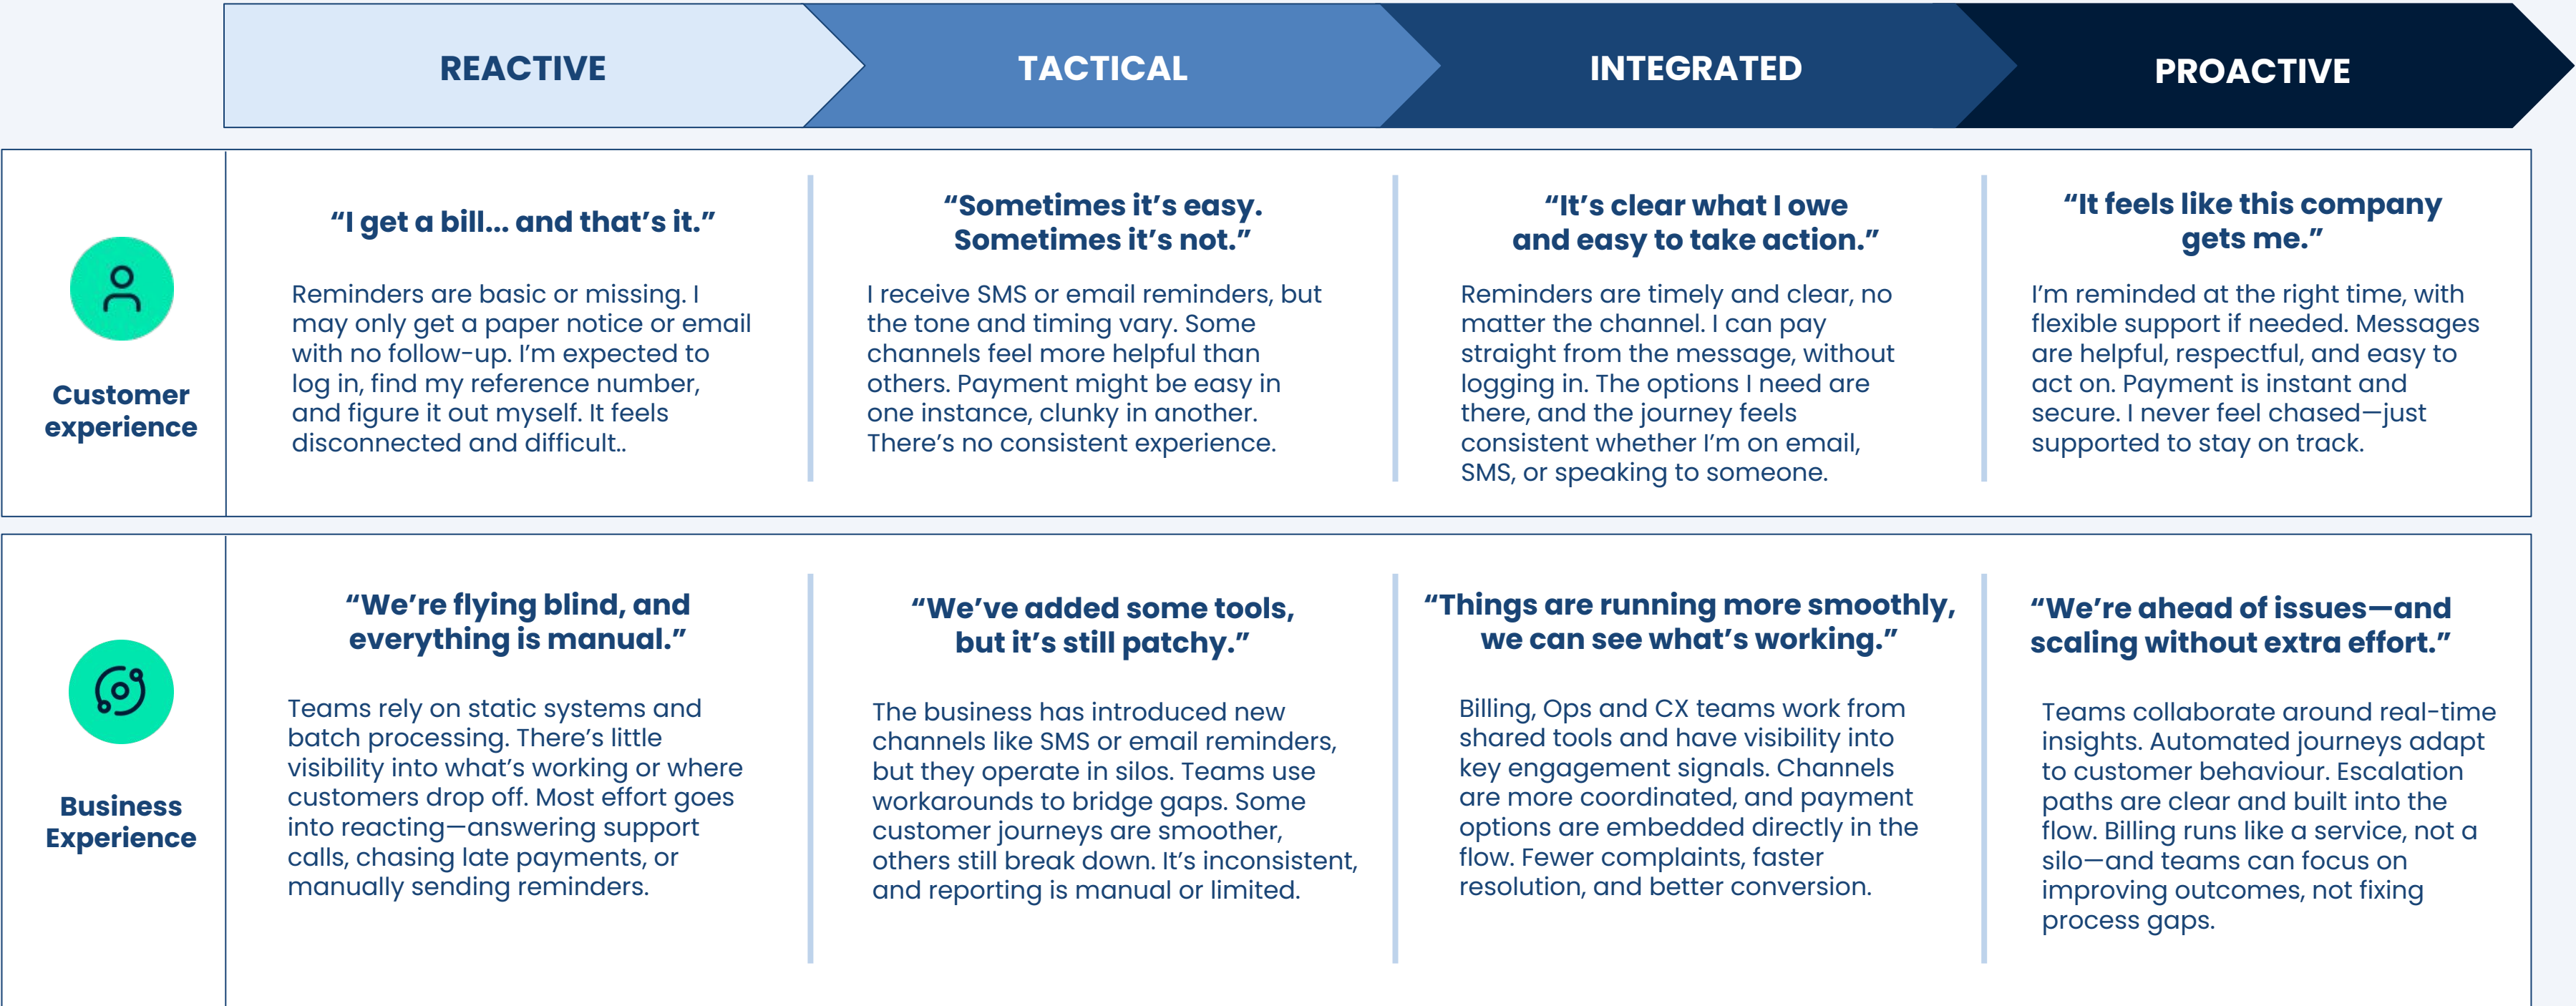 REACTIVE
TACTICAL
INTEGRATED
PROACTIVE
Customer
experience
“I get a bill... and that’s it.”
Reminders are basic or missing. I
may only get a paper notice or email
with no follow-up. I’m expected to
log in, find my reference number,
and figure it out myself. It feels
disconnected and difficult..
“Sometimes it’s easy.
Sometimes it’s not.”
I receive SMS or email reminders, but
the tone and timing vary. Some
channels feel more helpful than
others. Payment might be easy in
one instance, clunky in another.
There’s no consistent experience.
“It’s clear what I owe
and easy to take action.”
Reminders are timely and clear, no
matter the channel. I can pay
straight from the message, without
logging in. The options I need are
there, and the journey feels
consistent whether I’m on email,
SMS, or speaking to someone.
“It feels like this company
gets me.”
I’m reminded at the right time, with
flexible support if needed. Messages
are helpful, respectful, and easy to
act on. Payment is instant and
secure. I never feel chased—just
supported to stay on track.
Business
Experience
“We’re flying blind, and
everything is manual.”
Teams rely on static systems and
batch processing. There’s little
visibility into what’s working or where
customers drop off. Most effort goes
into reacting—answering support
calls, chasing late payments, or
manually sending reminders.
“We’ve added some tools,
but it’s still patchy.”
The business has introduced new
channels like SMS or email reminders,
but they operate in silos. Teams use
workarounds to bridge gaps. Some
customer journeys are smoother,
others still break down. It’s inconsistent,
and reporting is manual or limited.
“Things are running more smoothly,
we can see what’s working.”
Billing, Ops and CX teams work from
shared tools and have visibility into
key engagement signals. Channels
are more coordinated, and payment
options are embedded directly in the
flow. Fewer complaints, faster
resolution, and better conversion.
“We’re ahead of issues—and
scaling without extra effort.”
Teams collaborate around real-time
insights. Automated journeys adapt
to customer behaviour. Escalation
paths are clear and built into the
flow. Billing runs like a service, not a
silo—and teams can focus on
improving outcomes, not fixing
process gaps.